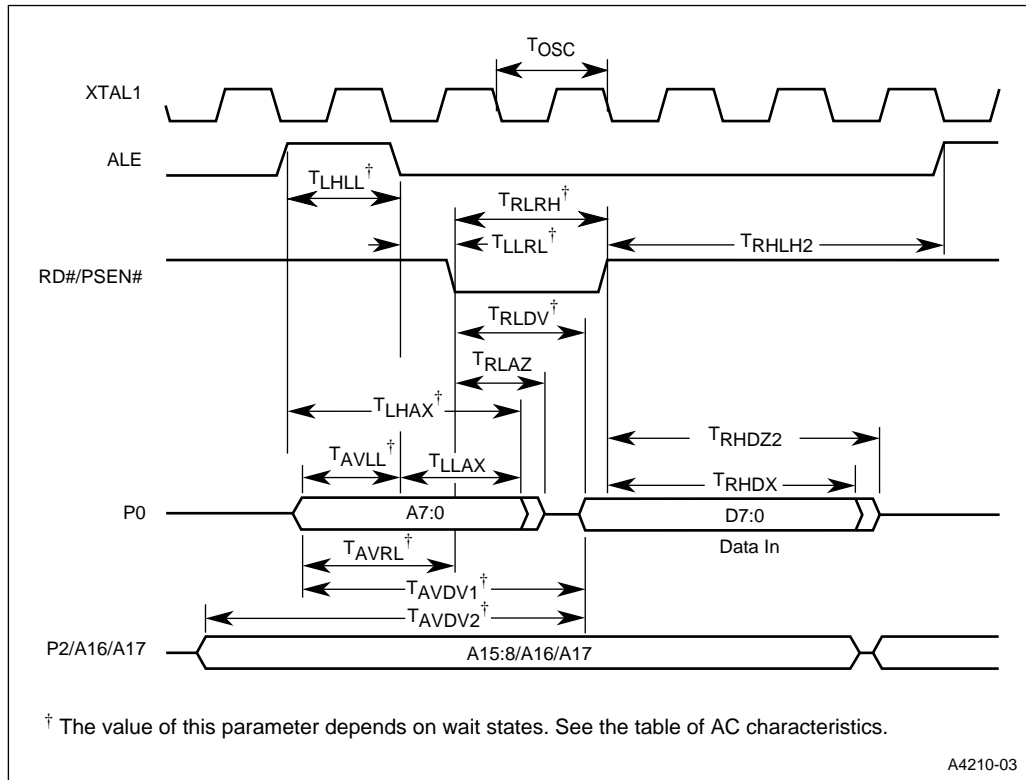 TOSC
XTAL1
ALE
TLHLL†
TRLRH†
TLLRL†
TRHLH2
RD#/PSEN#
TRLDV†
TRLAZ
TLHAX†
TRHDZ2
TAVLL†
TLLAX
TRHDX
P0
A7:0
D7:0
Data In
TAVRL†
TAVDV1†
TAVDV2†
P2/A16/A17
A15:8/A16/A17
† The value of this parameter depends on wait states. See the table of AC characteristics.
A4210-03